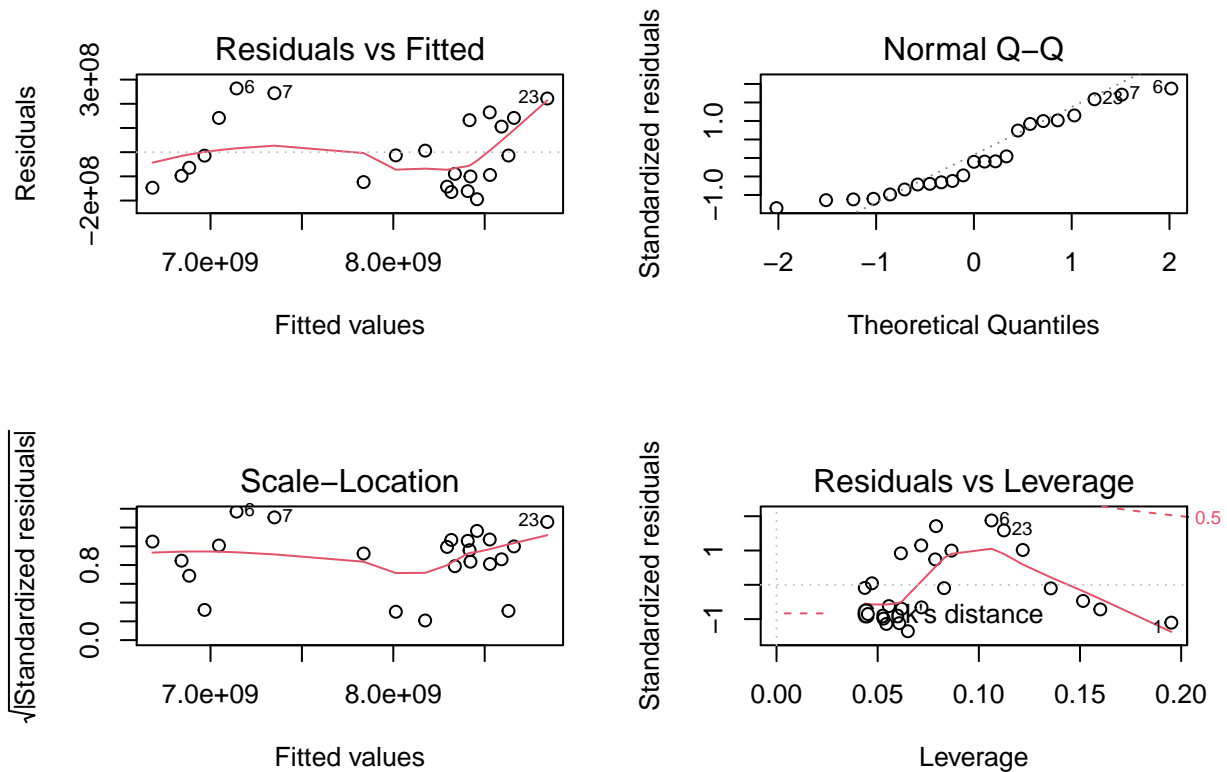 Residuals vs Fitted
Residuals
3e+08
−2e+08
6
7
23
7.0e+09
8.0e+09
Fitted values
Normal Q−Q
Standardized residuals
1.0
−1.0
23
7
6
−2
−1
0
1
2
Theoretical Quantiles
Scale−Location
√|Standardized residuals|
0.8
0.0
6
7
23
7.0e+09
8.0e+09
Fitted values
Residuals vs Leverage
Standardized residuals
1
−1
0.5
6
23
1
Cook's distance
0.00
0.05
0.10
0.15
0.20
Leverage